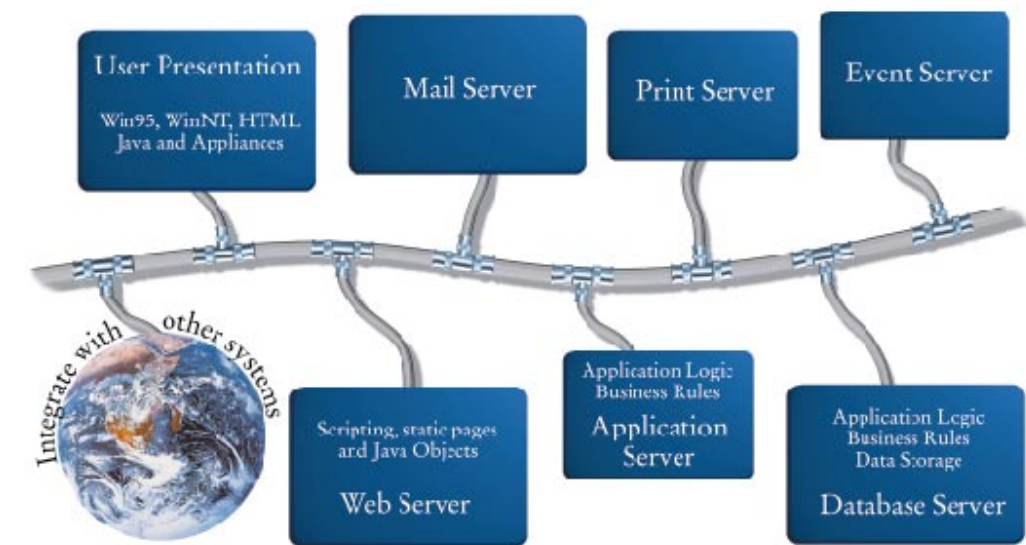 User Presentation
Win95, WinNT, HTML
Java and Appliances
Mail Server
Print Server
Event Server
Integrate with other systems
Scripting, static pages
and Java Objects
Web Server
Application Logic
Business Rules
Application
Server
Application Logic
Business Rules
Data Storage
Database Server